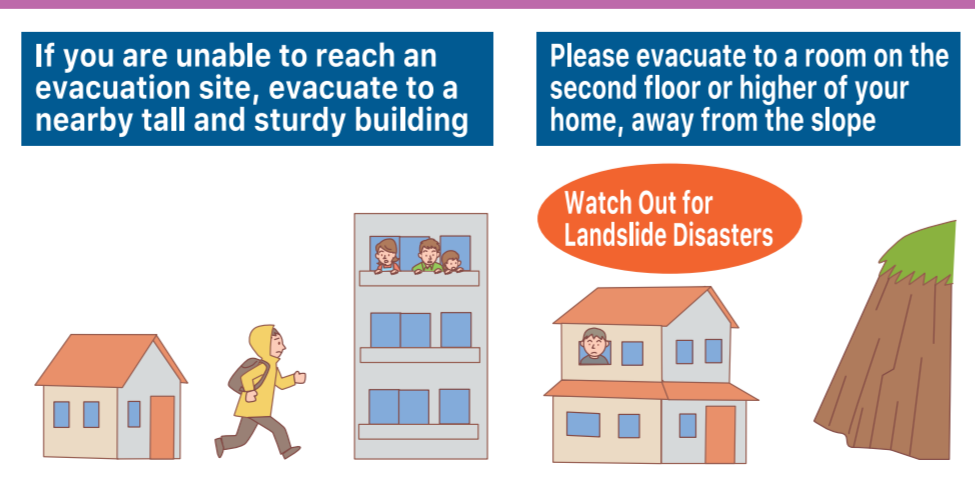 If you are unable to reach an
evacuation site, evacuate to a
nearby tall and sturdy building
Please evacuate to a room on the
second floor or higher of your
home, away from the slope
Watch Out for
Landslide Disasters